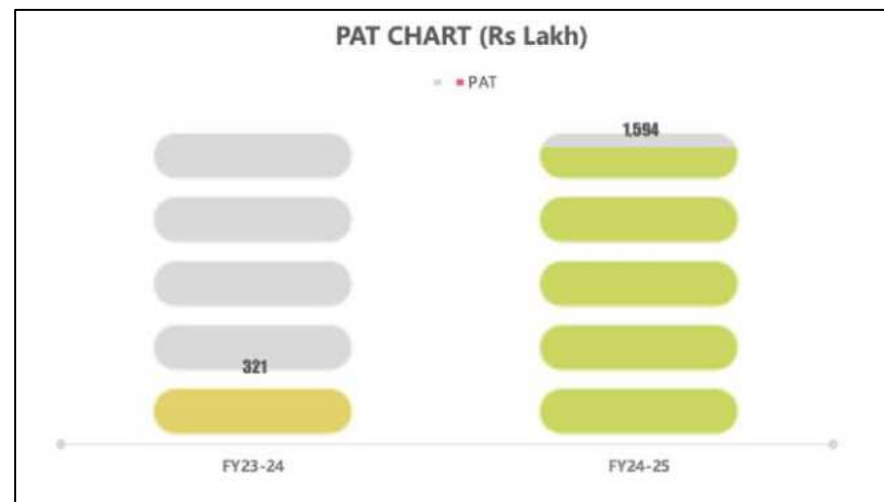 PAT CHART (Rs Lakh)
PAT
1,594
321
FY23-24
FY24-25